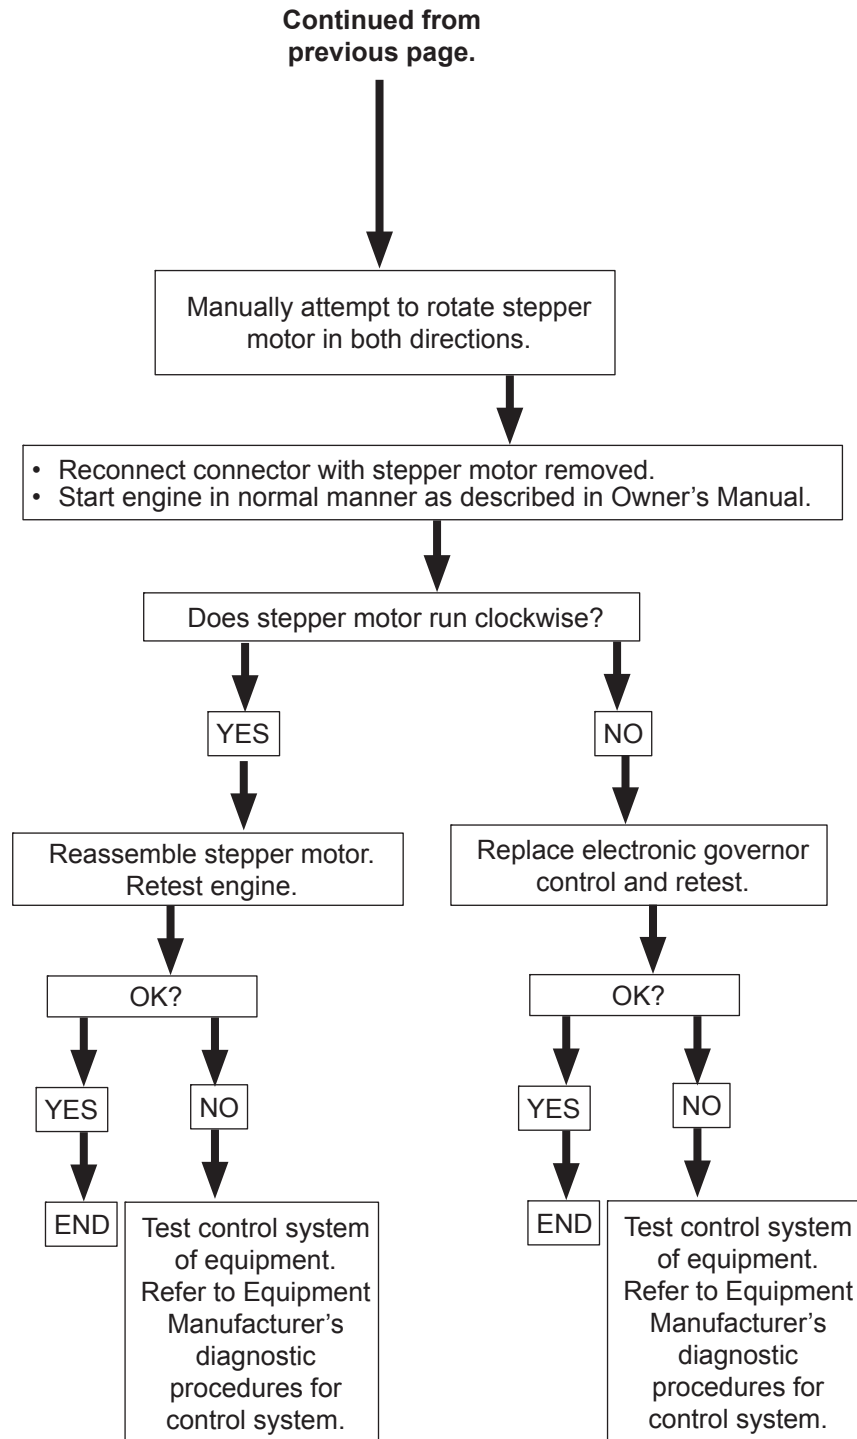 Continued from
previous page.
Manually attempt to rotate stepper
motor in both directions.
• Reconnect connector with stepper motor removed.
• Start engine in normal manner as described in Owner’s Manual.
Does stepper motor run clockwise?
YES
NO
Reassemble stepper motor.
Retest engine.
Replace electronic governor
control and retest.
OK?
OK?
YES
NO
YES
NO
END
Test control system
of equipment.
Refer to Equipment
Manufacturer’s
diagnostic
procedures for
control system.
END
Test control system
of equipment.
Refer to Equipment
Manufacturer’s
diagnostic
procedures for
control system.